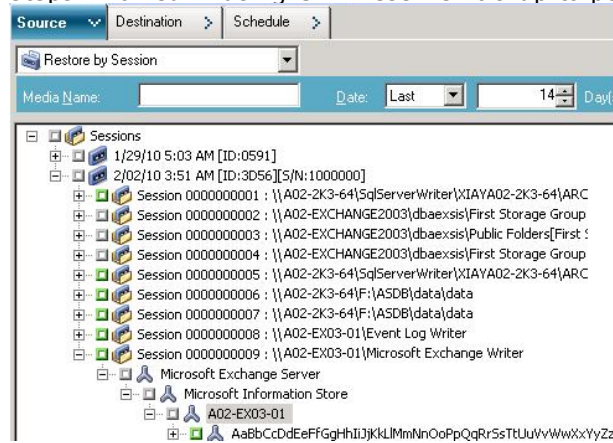 Source Destination Schedule
Restore by Session
Media Name: Date: Last 14 Day(
Sessions
1/29/10 5:03 AM [ID:0591]
2/02/10 3:51 AM [ID:3D56][S/N:1000000]
Session 0000000001 : \\A02-2K3-64\SqlServerWriter\XIAYA02-2K3-64\ARC
Session 0000000002 : \\A02-EXCHANGE2003\dbaexsis\First Storage Group
Session 0000000003 : \\A02-EXCHANGE2003\dbaexsis\Public Folders[First
Session 0000000004 : \\A02-EXCHANGE2003\dbaexsis\First Storage Group
Session 0000000005 : \\A02-2K3-64\SqlServerWriter\XIAYA02-2K3-64\ARC
Session 0000000006 : \\A02-2K3-64\F:\ASDB\data\data
Session 0000000007 : \\A02-2K3-64\F:\ASDB\data\data
Session 0000000008 : \\A02-EX03-01\Event Log Writer
Session 0000000009 : \\A02-EX03-01\Microsoft Exchange Writer
Microsoft Exchange Server
Microsoft Information Store
A02-EX03-01
AaBbCcDdEeFfGgHhIiJjKkLlMmNnOoPpQqRrSsTtUuVvWwXxYyZz